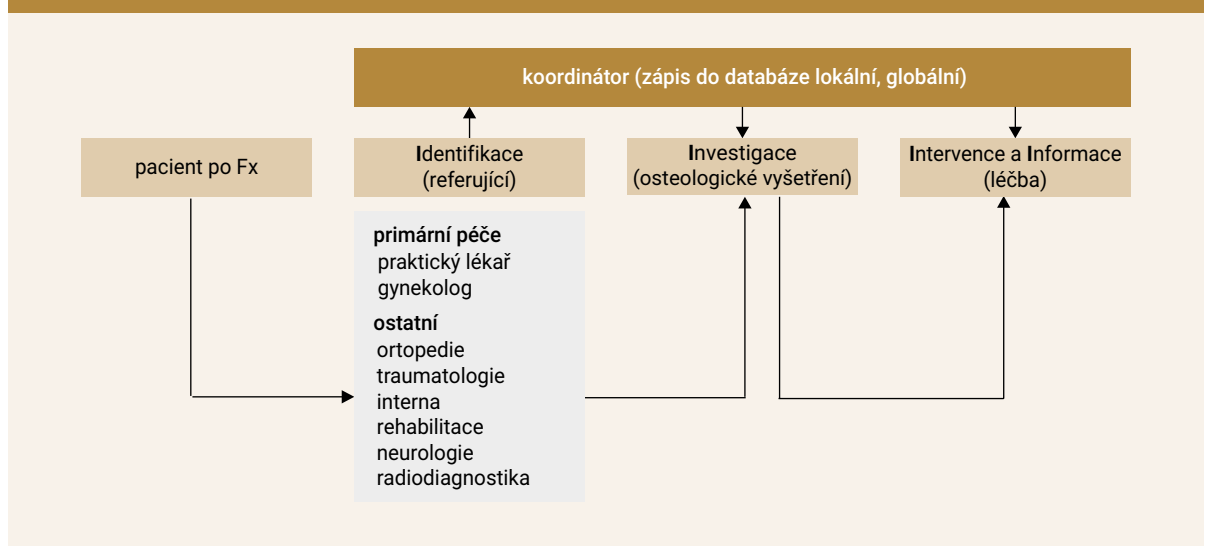 koordinátor (zápis do databáze lokální, globální)
pacient po Fx
Identifikace
(referující)
Investigace
(osteologické vyšetření)
Intervence a Informace
(léčba)
primární péče
praktický lékař
gynekolog
ostatní
ortopedie
traumatologie
interna
rehabilitace
neurologie
radiodiagnostika